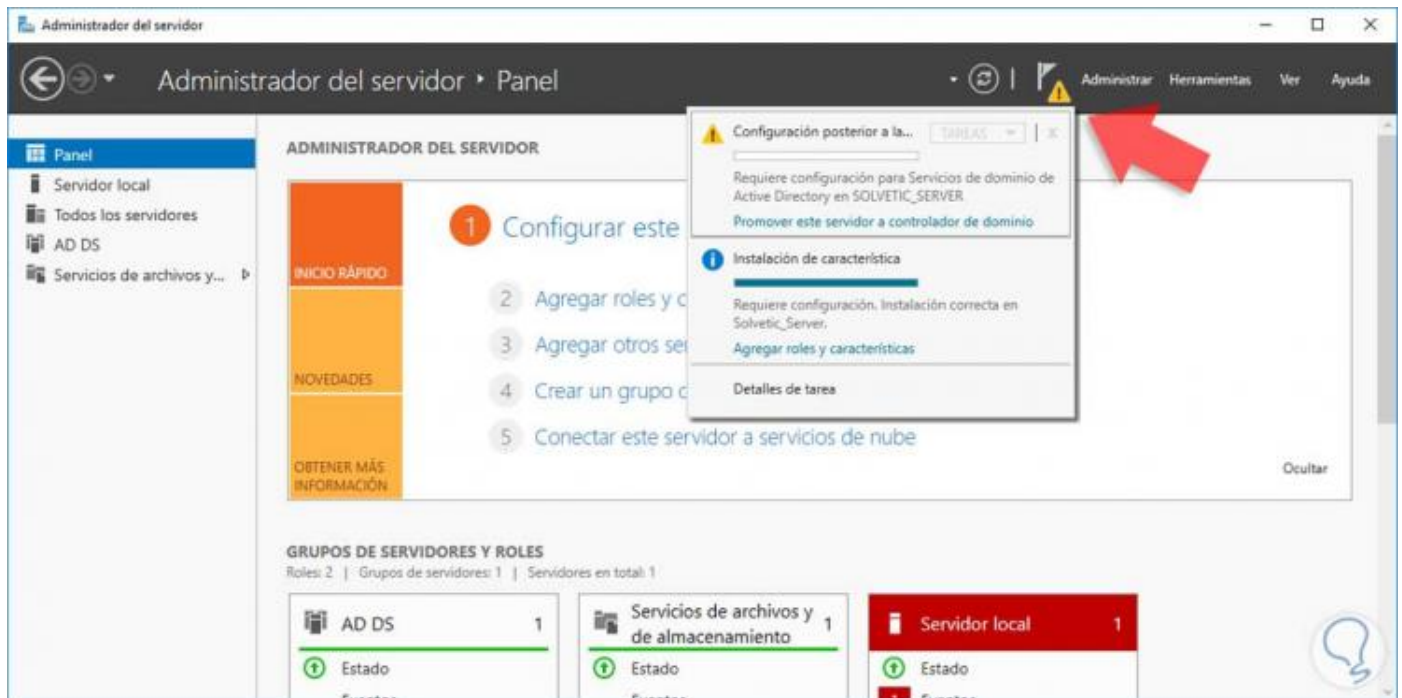 Administrador del servidor
Administrador del servidor ‣ Panel
Administrar Herramientas Ver Ayuda
Panel
Servidor local
Todos los servidores
AD DS
Servicios de archivos y...
ADMINISTRADOR DEL SERVIDOR
INICIO RÁPIDO
NOVEDADES
OBTENER MÁS
INFORMACIÓN
1 Configurar este
2 Agregar roles y c
3 Agregar otros ser
4 Crear un grupo d
5 Conectar este servidor a servicios de nube
Ocultar
Configuración posterior a la... TAREAS x
Requiere configuración para Servicios de dominio de
Active Directory en SOLVETIC_SERVER
Promover este servidor a controlador de dominio
Instalación de característica
Requiere configuración. Instalación correcta en
Solvetic_Server.
Agregar roles y características
Detalles de tarea
GRUPOS DE SERVIDORES Y ROLES
Roles: 2 | Grupos de servidores: 1 | Servidores en total: 1
AD DS 1
Estado
Servicios de archivos y
de almacenamiento 1
Estado
Servidor local 1
Estado